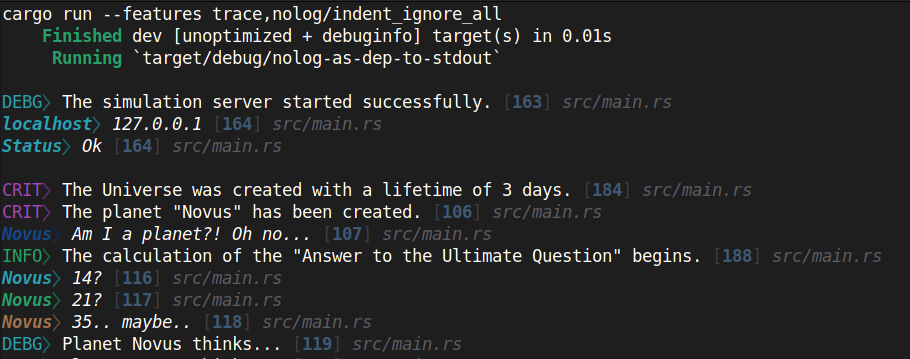 cargo run --features trace,nolog/indent_ignore_all
Finished dev [unoptimized + debuginfo] target(s) in 0.01s
Running `target/debug/nolog-as-dep-to-stdout`
DEBG〉 The simulation server started successfully. [163] src/main.rs
localhost〉 127.0.0.1 [164] src/main.rs
Status〉 Ok [164] src/main.rs
CRIT〉 The Universe was created with a lifetime of 3 days. [184] src/main.rs
CRIT〉 The planet "Novus" has been created. [106] src/main.rs
Novus〉 Am I a planet?! Oh no... [107] src/main.rs
INFO〉 The calculation of the "Answer to the Ultimate Question" begins. [188] src/main.rs
Novus〉 14? [116] src/main.rs
Novus〉 21? [117] src/main.rs
Novus〉 35.. maybe.. [118] src/main.rs
DEBG〉 Planet Novus thinks... [119] src/main.rs